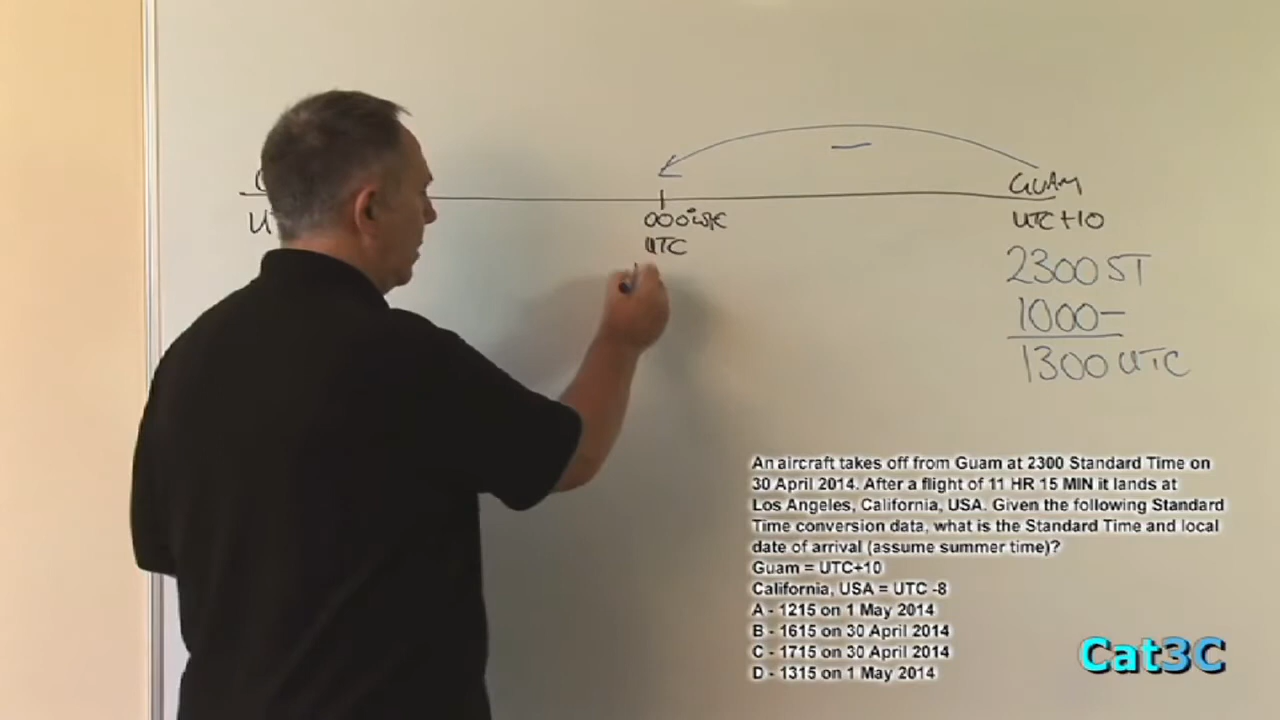 GUAM
000°W/E
UTC
UTC+10
2300 ST
1000-
1300 UTC
An aircraft takes off from Guam at 2300 Standard Time on
30 April 2014. After a flight of 11 HR 15 MIN it lands at
Los Angeles, California, USA. Given the following Standard
Time conversion data, what is the Standard Time and local
date of arrival (assume summer time)?
Guam = UTC+10
California, USA = UTC -8
A - 1215 on 1 May 2014
B - 1615 on 30 April 2014
C - 1715 on 30 April 2014
D - 1315 on 1 May 2014
Cat3C